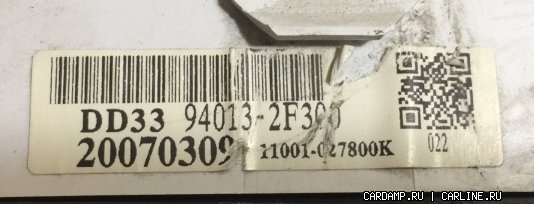 DD33 94013-2F300
20070309 11001-027800K
022
CARDAMP.RU | CARLINE.RU